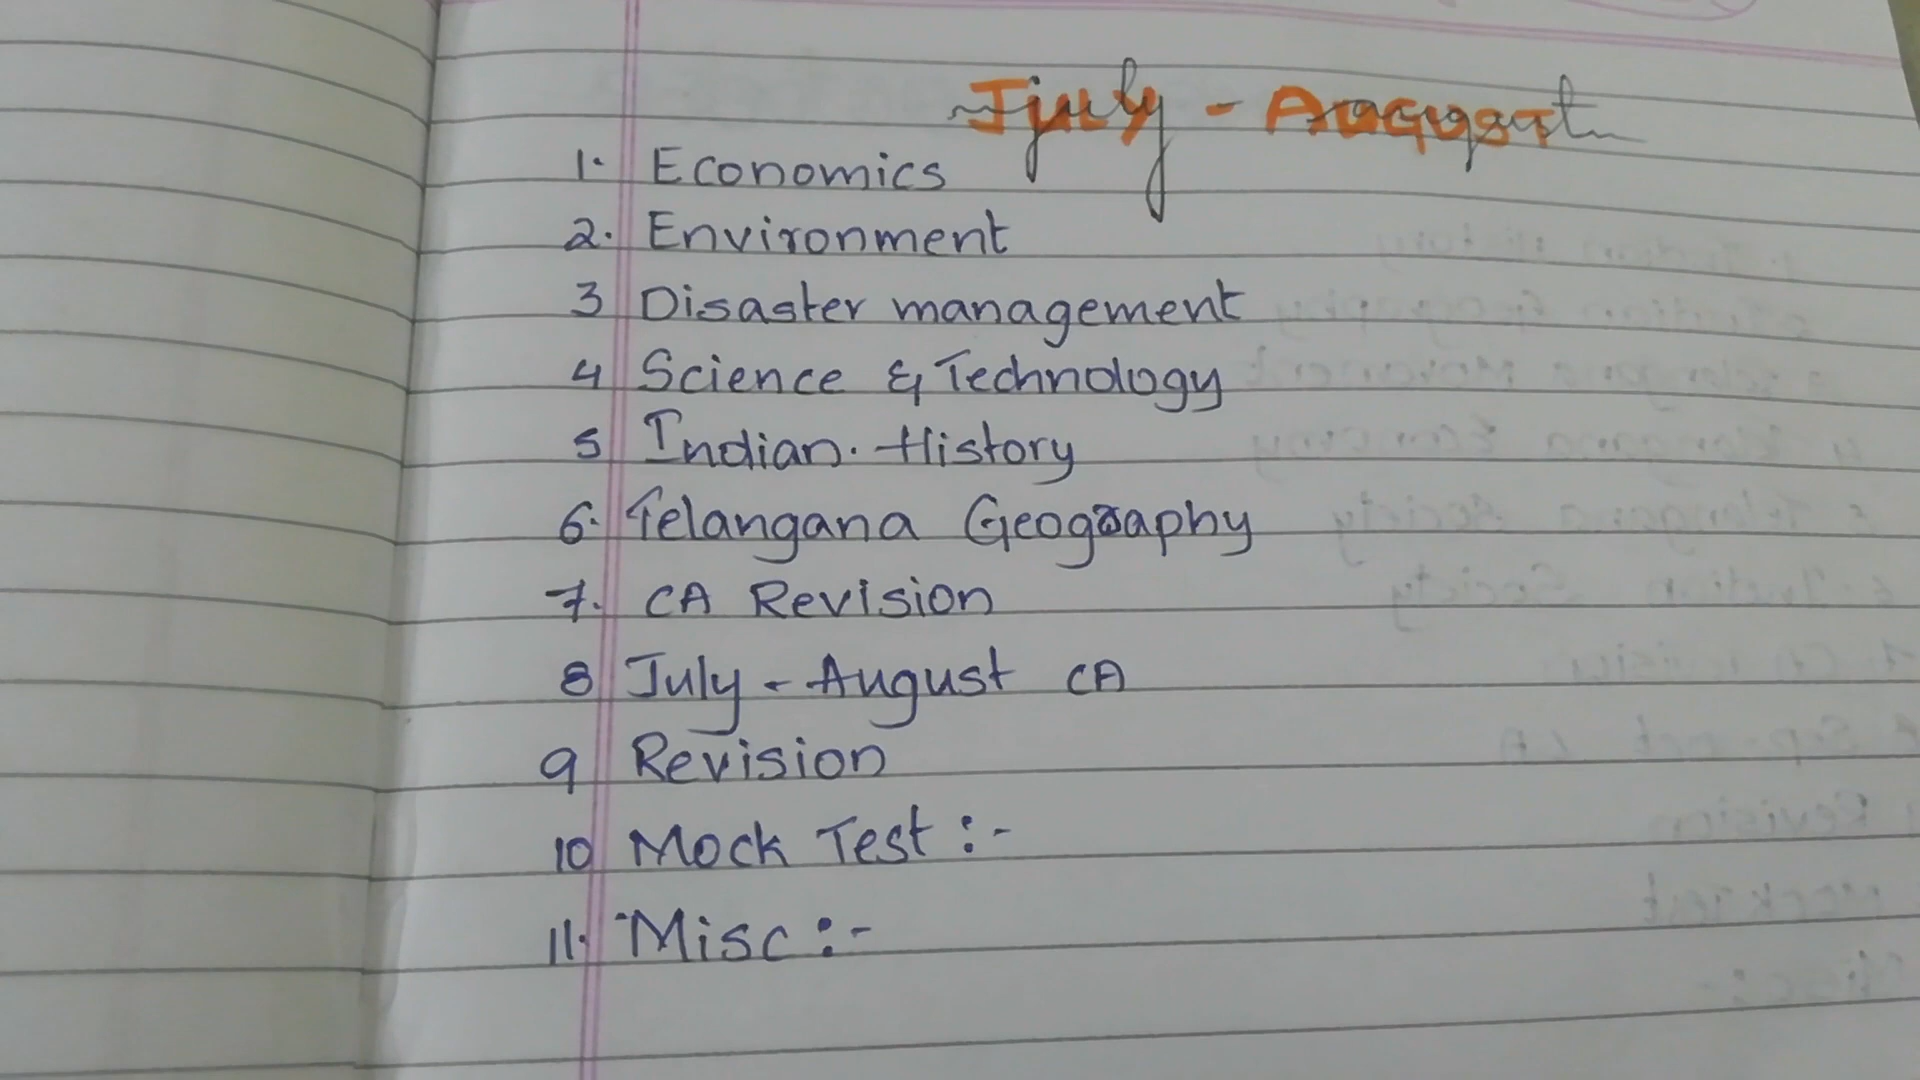 July - August
1. Economics
2. Environment
3 Disaster management
4 Science & Technology
5 Indian. History
6. Telangana Geography
7. CA Revision
8 July - August CA
9 Revision
10 Mock Test :-
11. Misc :-